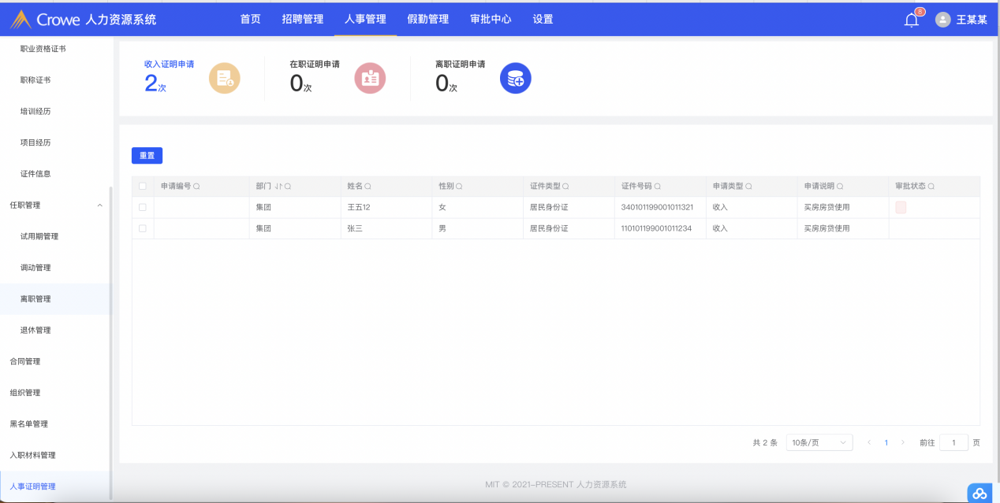 Crowe 人力资源系统 首页 招聘管理 人事管理 假勤管理 审批中心 设置 8 王某某
职业资格证书
职称证书
培训经历
项目经历
证件信息
任职管理
试用期管理
调动管理
离职管理
退休管理
合同管理
组织管理
黑名单管理
入职材料管理
人事证明管理
收入证明申请 在职证明申请 离职证明申请
2次 0次 0次
重置
申请编号 部门 姓名 性别 证件类型 证件号码 申请类型 申请说明 审批状态
集团 王五12 女 居民身份证 340101199001011321 收入 买房房贷使用
集团 张三 男 居民身份证 110101199001011234 收入 买房房贷使用
共 2 条 10条/页 1 前往 1 页
MIT © 2021-PRESENT 人力资源系统